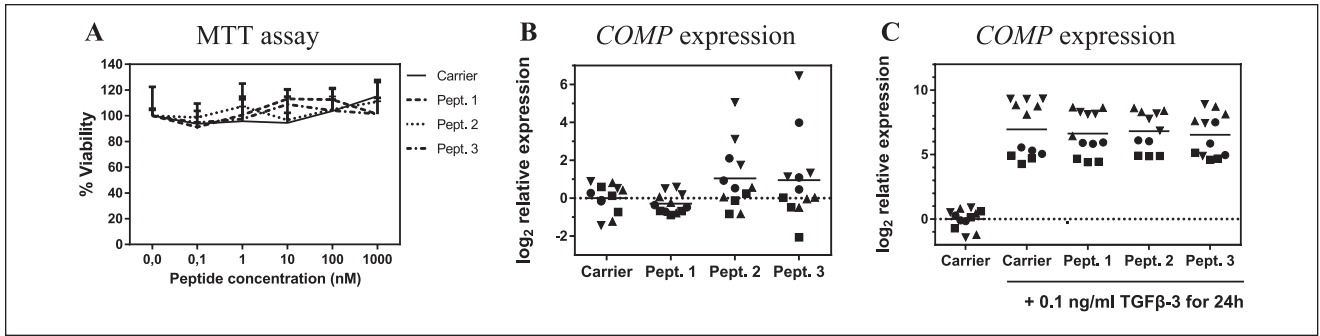 A MTT assay
% Viability
140
120
100
80
60
40
20
0
0,0 0,1 1 10 100 1000
Peptide concentration (nM)
Carrier
Pept. 1
Pept. 2
Pept. 3
B COMP expression
log2 relative expression
6
4
2
0
-2
Carrier Pept. 1 Pept. 2 Pept. 3
C COMP expression
log2 relative expression
10
5
0
Carrier Carrier Pept. 1 Pept. 2 Pept. 3
+ 0.1 ng/ml TGFβ-3 for 24h